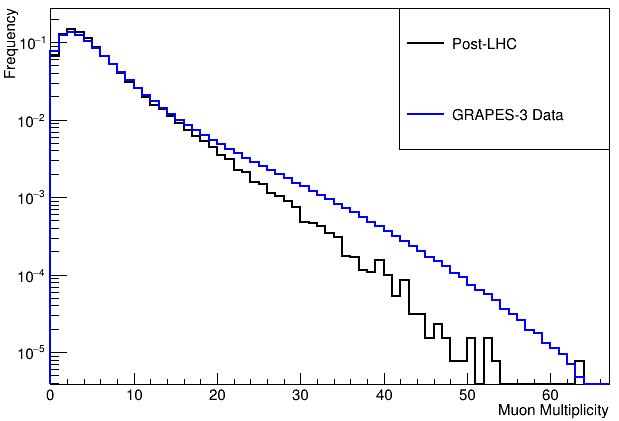 Frequency
10⁻¹
10⁻²
10⁻³
10⁻⁴
10⁻⁵
Post-LHC
GRAPES-3 Data
0 10 20 30 40 50 60
Muon Multiplicity